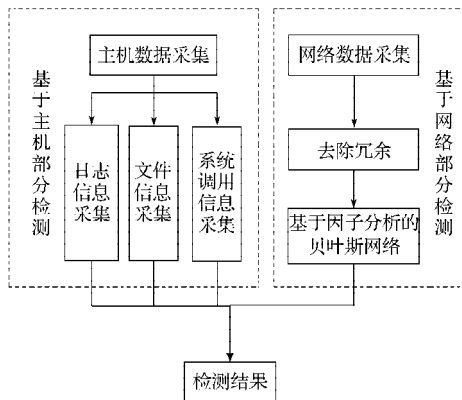 基于主机部分检测
主机数据采集
日志
信息
采集
文件
信息
采集
系统
调用
信息
采集
网络数据采集
去除冗余
基于因子分析的
贝叶斯网络
基于网络部分检测
检测结果